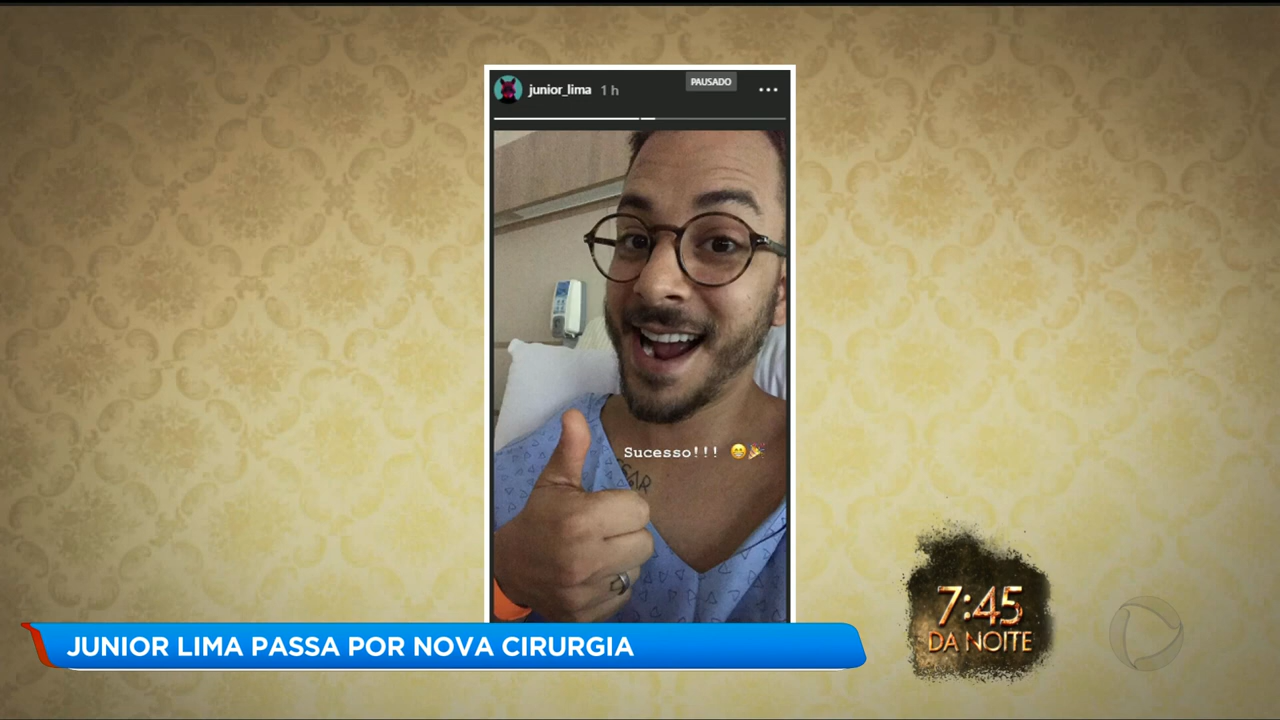 junior_lima 1 h
PAUSADO
Sucesso!!! 😁🎉
JUNIOR LIMA PASSA POR NOVA CIRURGIA
7:45
DA NOITE